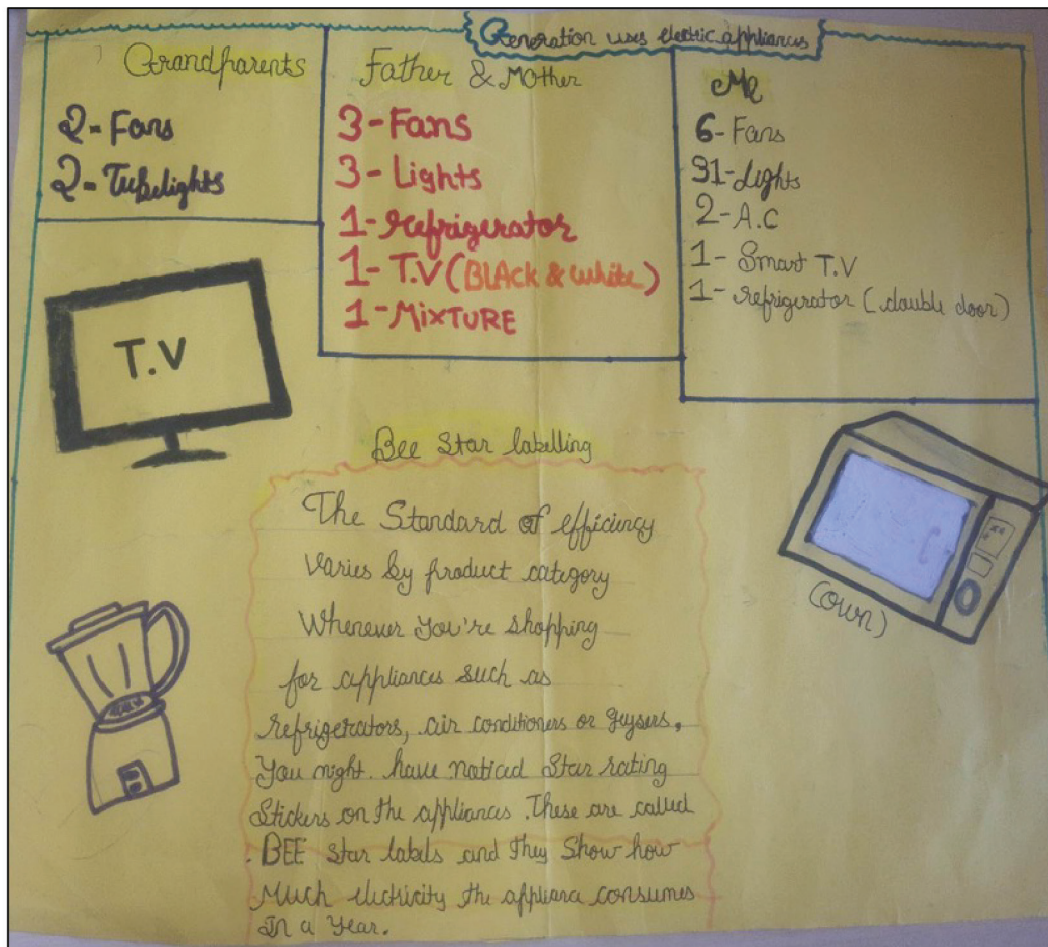 Generation uses electric appliances
Grandparents
2- Fans
2- Tubelights
Father & Mother
3- Fans
3- Lights
1- refrigerator
1- T.V (BLAck & white)
1- MiXTURE
Me
6- Fans
31- Lights
2- A.C
1- Smart T.V
1- refrigerator (double door)
T.V
Bee Star labelling
The Standard of efficiency
Varies by product category
Whenever you're shopping
for appliances such as
refrigerators, air conditioners or geysers,
You might have noticed Star rating
Stickers on the appliances. These are called
BEE Star labels and they Show how
Much electricity the appliance consumes
In a Year.
(own)